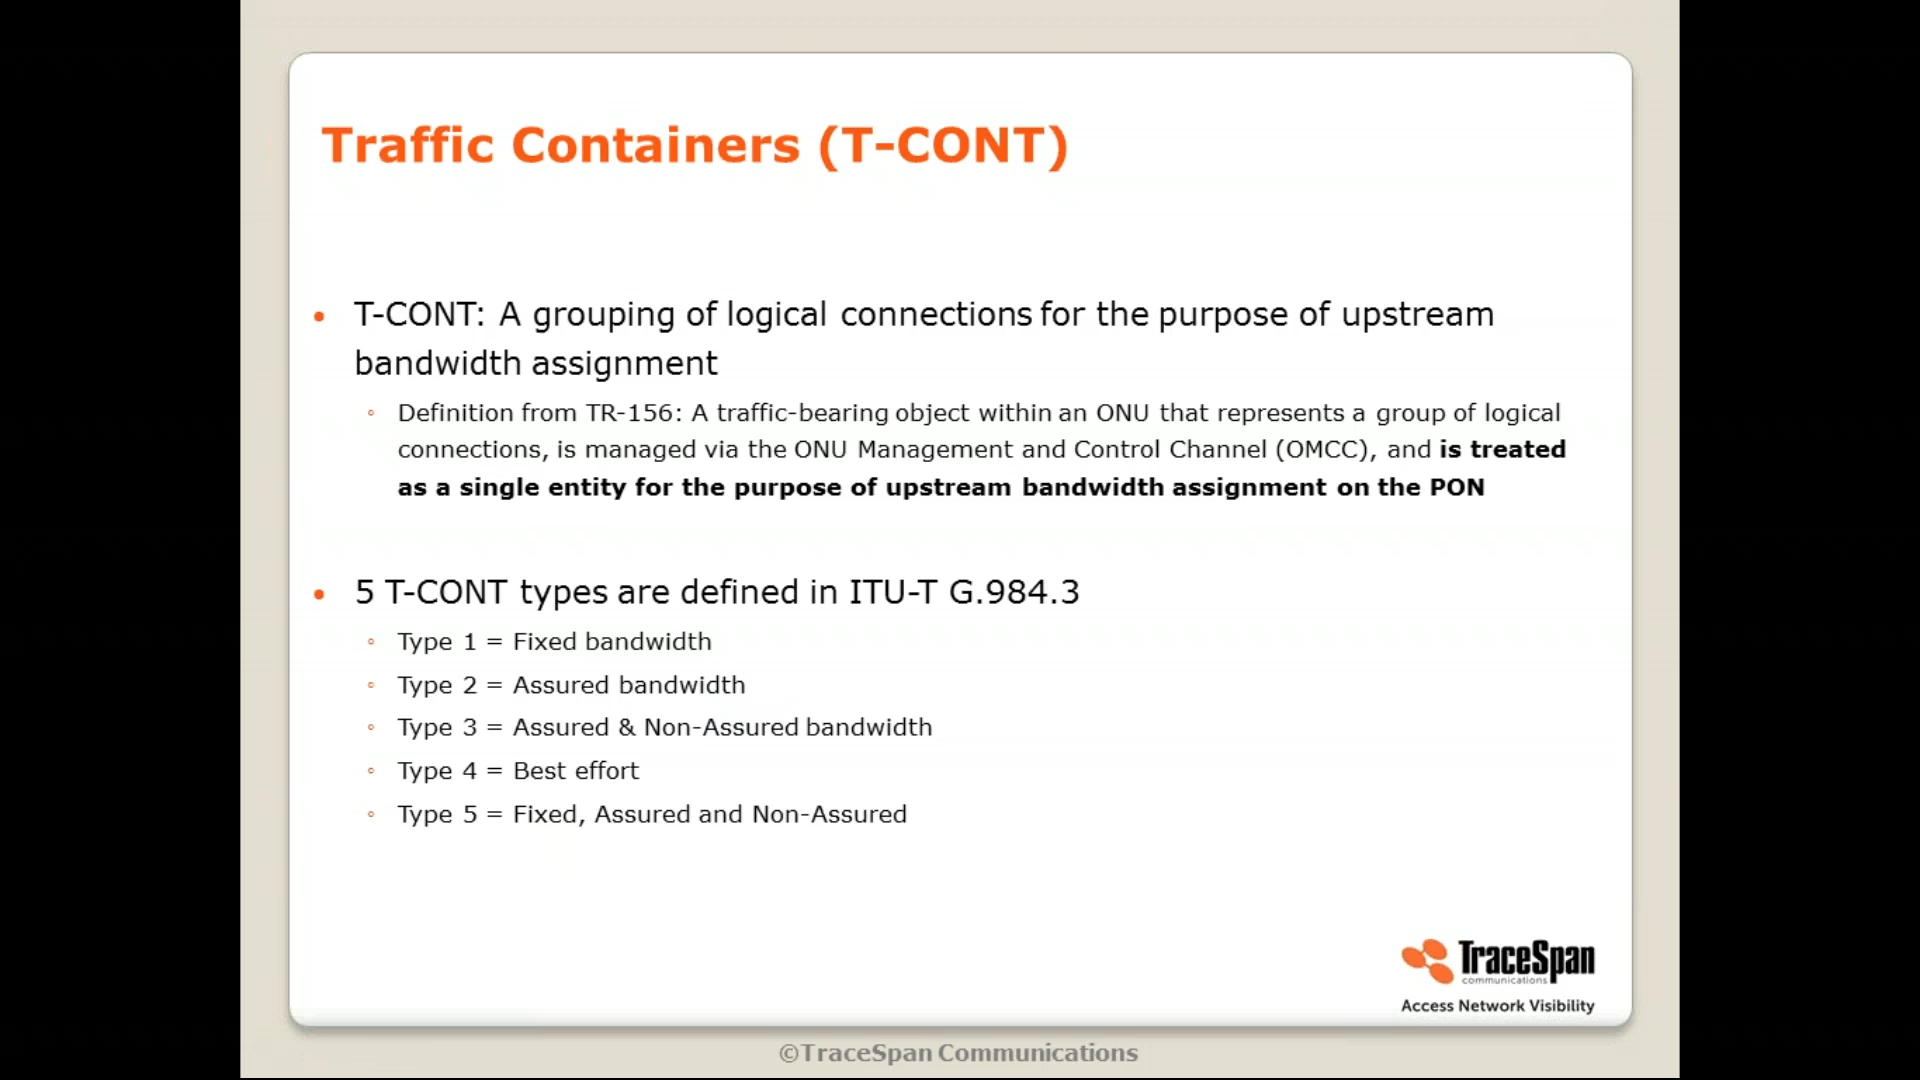 Traffic Containers (T-CONT)
• T-CONT: A grouping of logical connections for the purpose of upstream
bandwidth assignment
◦ Definition from TR-156: A traffic-bearing object within an ONU that represents a group of logical
connections, is managed via the ONU Management and Control Channel (OMCC), and is treated
as a single entity for the purpose of upstream bandwidth assignment on the PON
• 5 T-CONT types are defined in ITU-T G.984.3
◦ Type 1 = Fixed bandwidth
◦ Type 2 = Assured bandwidth
◦ Type 3 = Assured & Non-Assured bandwidth
◦ Type 4 = Best effort
◦ Type 5 = Fixed, Assured and Non-Assured
TraceSpan
communications
Access Network Visibility
©TraceSpan Communications